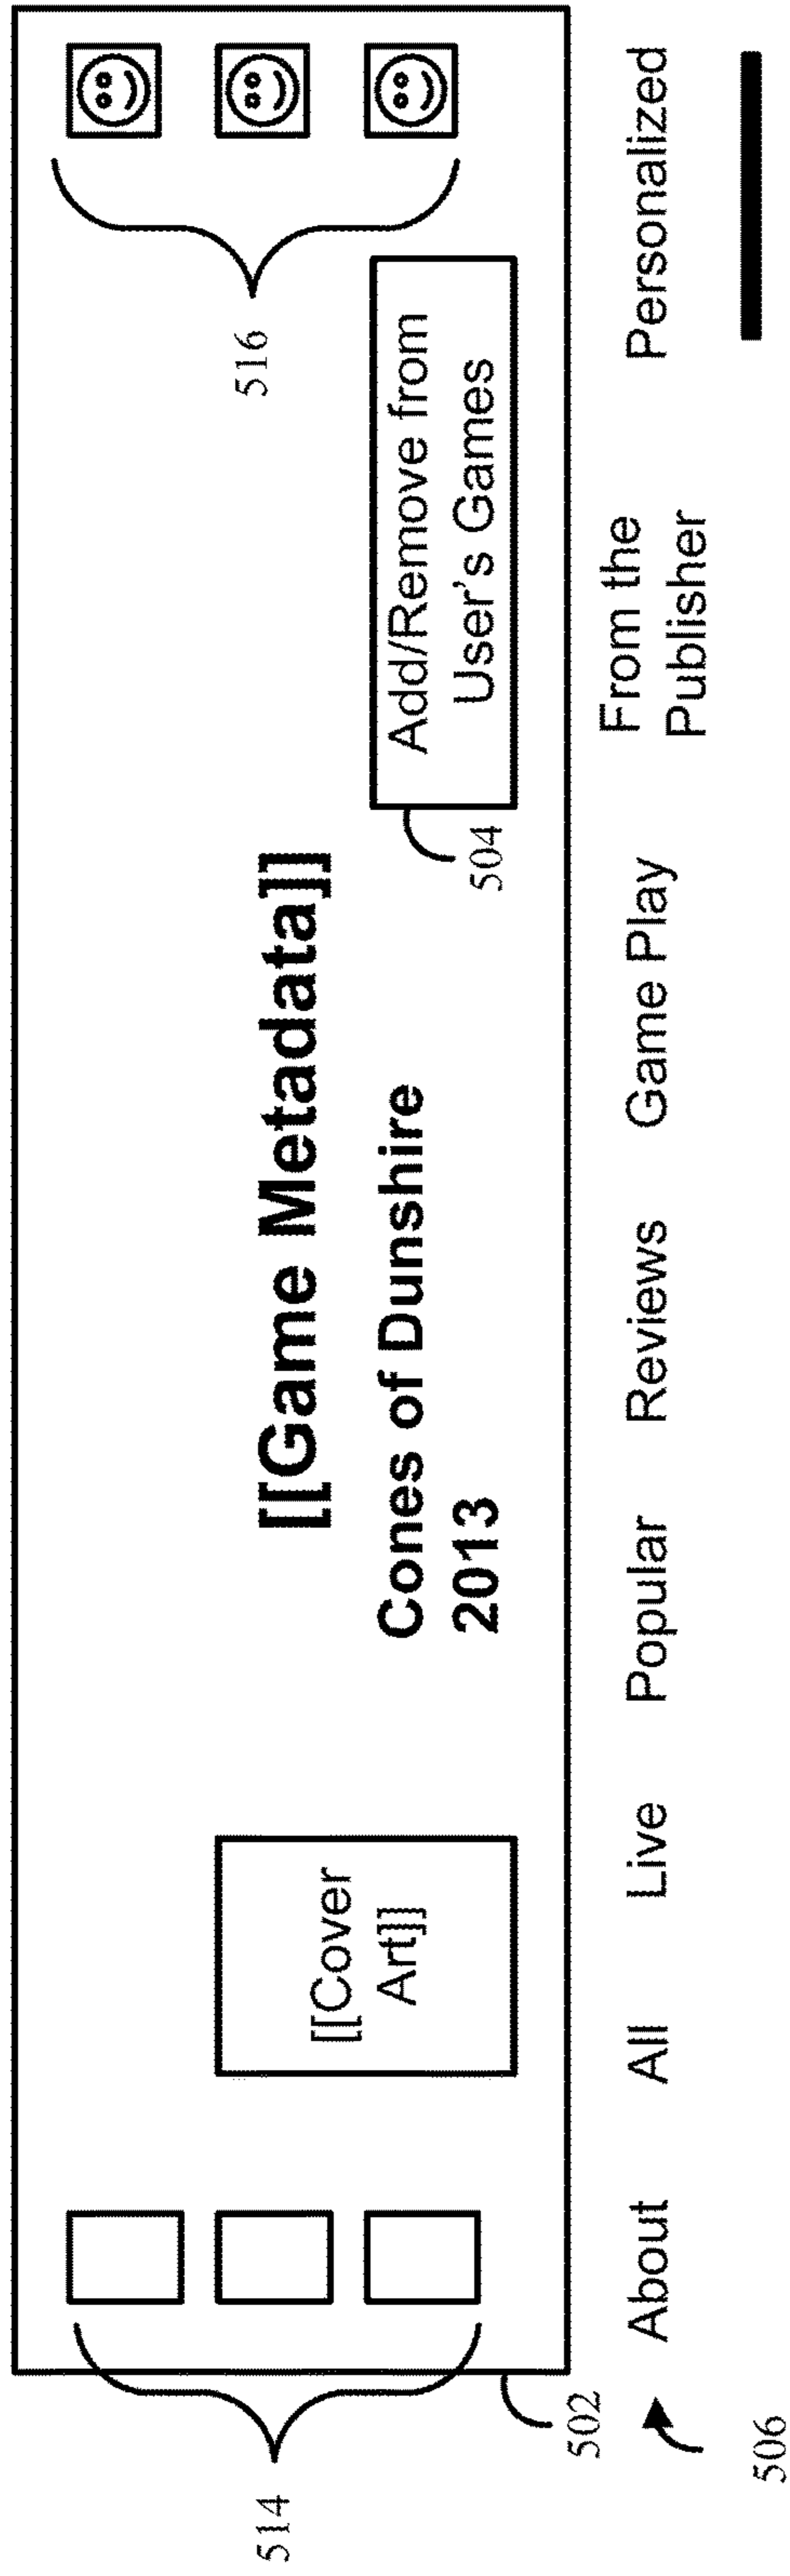 514
516
[[Game Metadata]]
[[Cover
Art]]
Cones of Dunshire
2013
Add/Remove from
User's Games
504
502
506
About
All
Live
Popular
Reviews
Game Play
From the
Publisher
Personalized